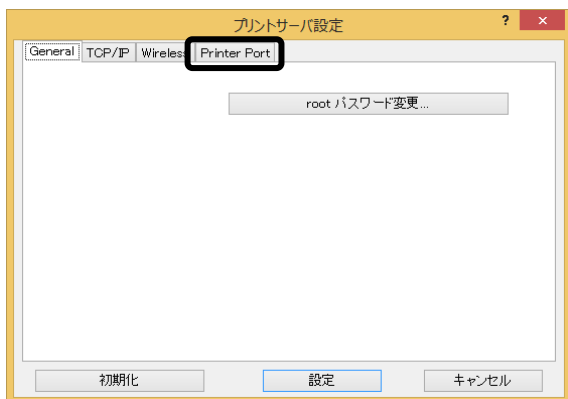 プリントサーバ設定
? ×
General TCP/IP Wireless Printer Port
root パスワード変更...
初期化 設定 キャンセル